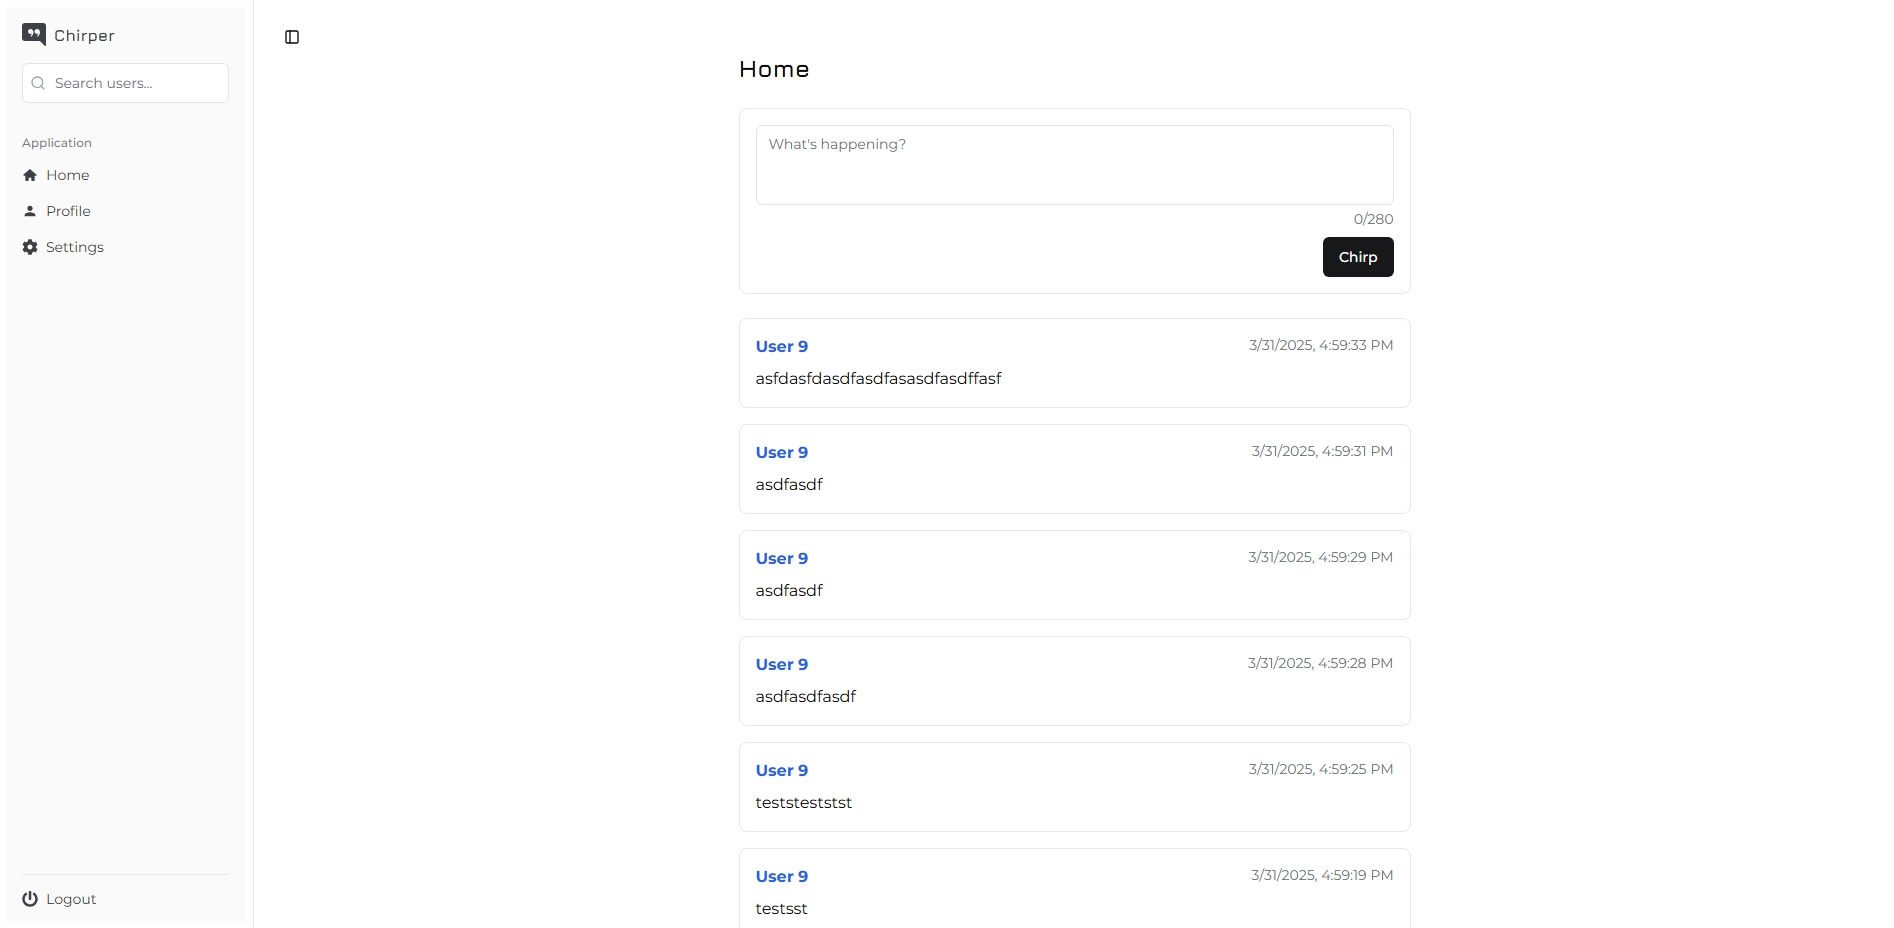 Chirper
Search users...
Application
Home
Profile
Settings
Logout
Home
What's happening?
0/280
Chirp
User 9 3/31/2025, 4:59:33 PM
asfdasfdasdfasdfasasdfasdffasf
User 9 3/31/2025, 4:59:31 PM
asdfasdf
User 9 3/31/2025, 4:59:29 PM
asdfasdf
User 9 3/31/2025, 4:59:28 PM
asdfasdfasdf
User 9 3/31/2025, 4:59:25 PM
teststeststst
User 9 3/31/2025, 4:59:19 PM
testsst